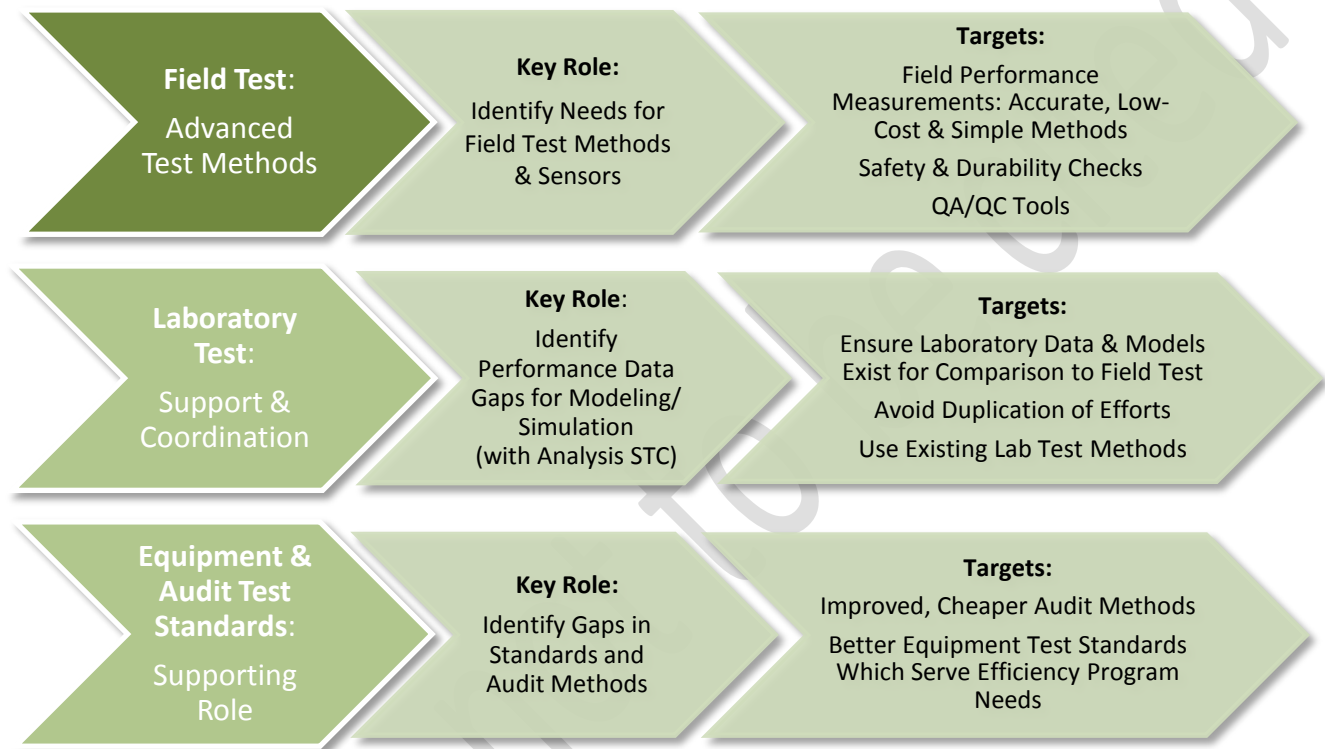 Field Test:
Advanced
Test Methods
Key Role:
Identify Needs for
Field Test Methods
& Sensors
Targets:
Field Performance
Measurements: Accurate, Low-
Cost & Simple Methods
Safety & Durability Checks
QA/QC Tools
Laboratory
Test:
Support &
Coordination
Key Role:
Identify
Performance Data
Gaps for Modeling/
Simulation
(with Analysis STC)
Targets:
Ensure Laboratory Data & Models
Exist for Comparison to Field Test
Avoid Duplication of Efforts
Use Existing Lab Test Methods
Equipment &
Audit Test
Standards:
Supporting
Role
Key Role:
Identify Gaps in
Standards and
Audit Methods
Targets:
Improved, Cheaper Audit Methods
Better Equipment Test Standards
Which Serve Efficiency Program
Needs